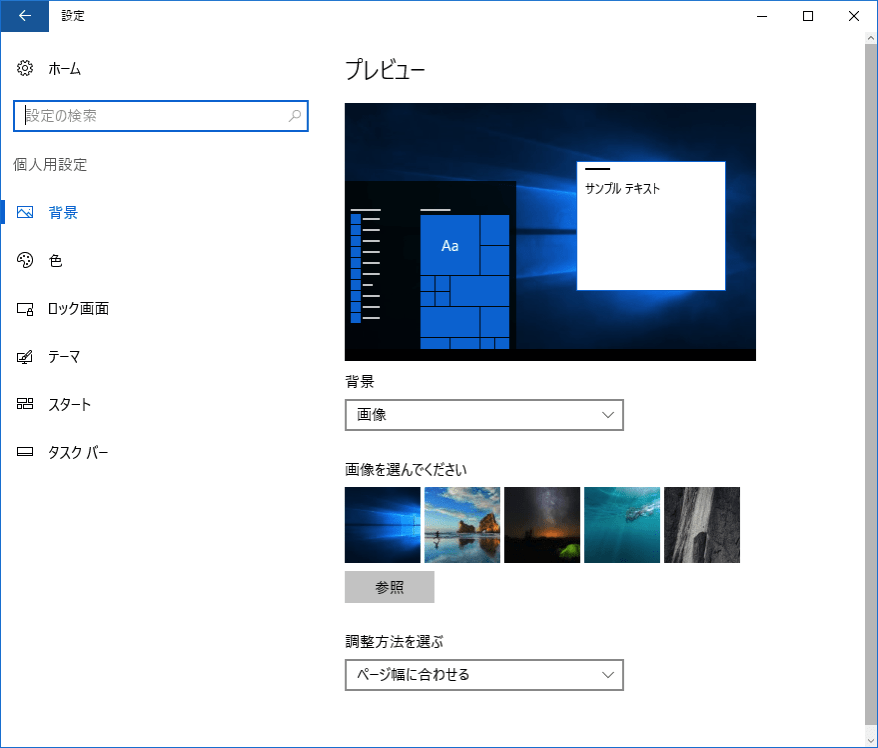 設定
ホーム
設定の検索
個人用設定
背景
色
ロック画面
テーマ
スタート
タスク バー
プレビュー
サンプル テキスト
Aa
背景
画像
画像を選んでください
参照
調整方法を選ぶ
ページ幅に合わせる